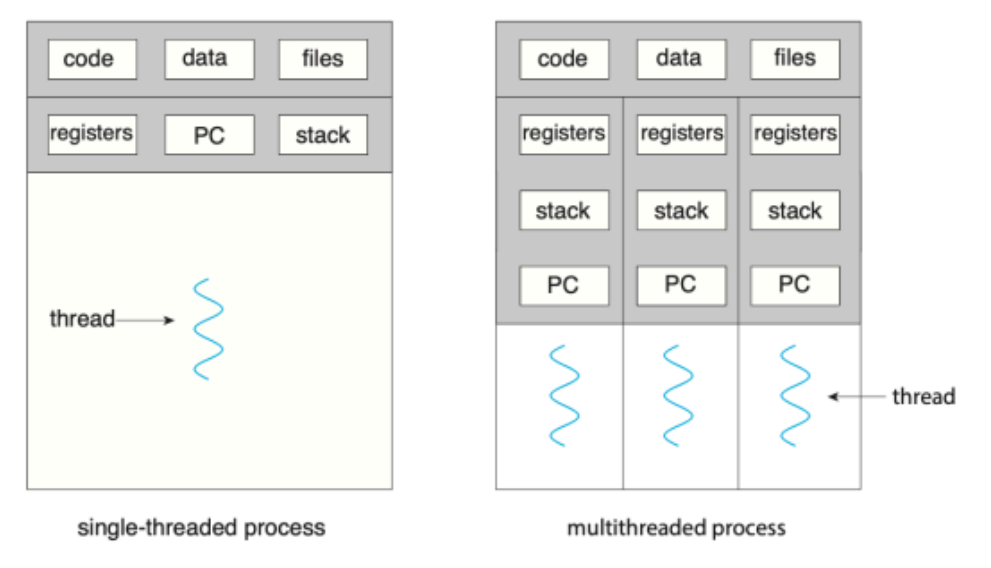 code data files
registers PC stack
thread
single-threaded process
code data files
registers registers registers
stack stack stack
PC PC PC
thread
multithreaded process